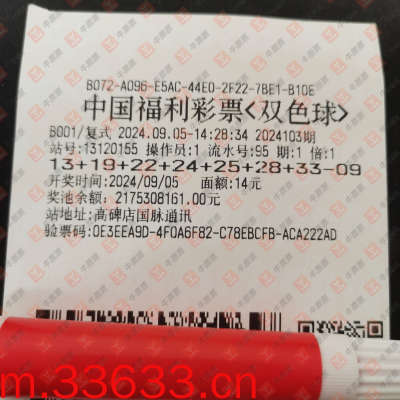 B072-A096-E5AC-44E0-2F22-7BE1-B10E
中国福利彩票<双色球>
B001/复式 2024.09.05-14:28:34 2024103期
站号:13120155 操作员:1 流水号:95 期:1 倍:1
13+19+22+24+25+28+33-09
开奖时间:2024/09/05 面额:14元
奖池余额: 2175308161.00元
站地址:高碑店国脉通讯
验票码:0E3EEA9D-4F0A6F82-C78EBCFB-ACA222AD
m.33633.cn